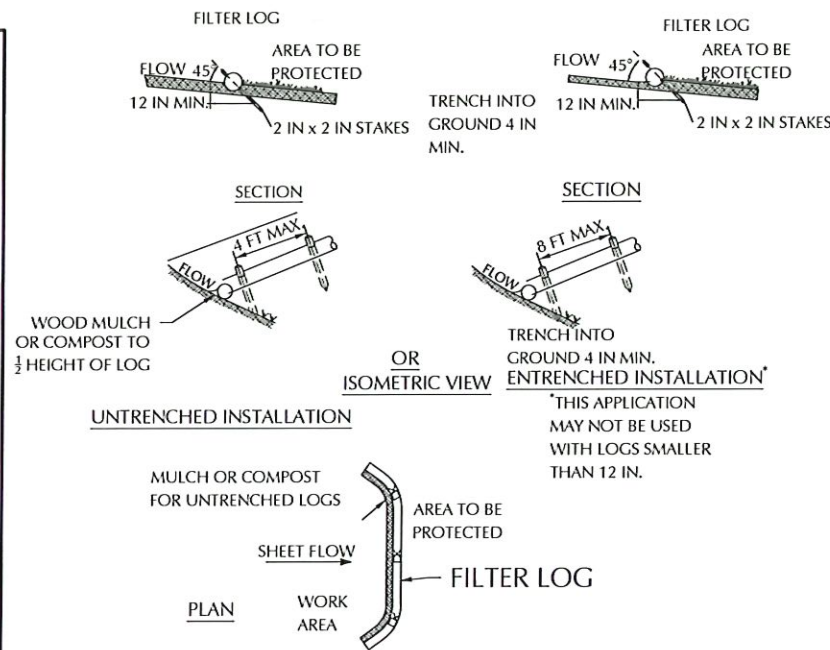 FILTER LOG
FLOW 45°
AREA TO BE
PROTECTED
12 IN MIN.
2 IN x 2 IN STAKES
SECTION
TRENCH INTO
GROUND 4 IN
MIN.
FILTER LOG
FLOW 45°
AREA TO BE
PROTECTED
12 IN MIN.
2 IN x 2 IN STAKES
SECTION
4 FT MAX
FLOW
WOOD MULCH
OR COMPOST TO
½ HEIGHT OF LOG
UNTRENCHED INSTALLATION
OR
ISOMETRIC VIEW
8 FT MAX
FLOW
TRENCH INTO
GROUND 4 IN MIN.
ENTRENCHED INSTALLATION*
*THIS APPLICATION
MAY NOT BE USED
WITH LOGS SMALLER
THAN 12 IN.
MULCH OR COMPOST
FOR UNTRENCHED LOGS
AREA TO BE
PROTECTED
SHEET FLOW
FILTER LOG
PLAN
WORK
AREA